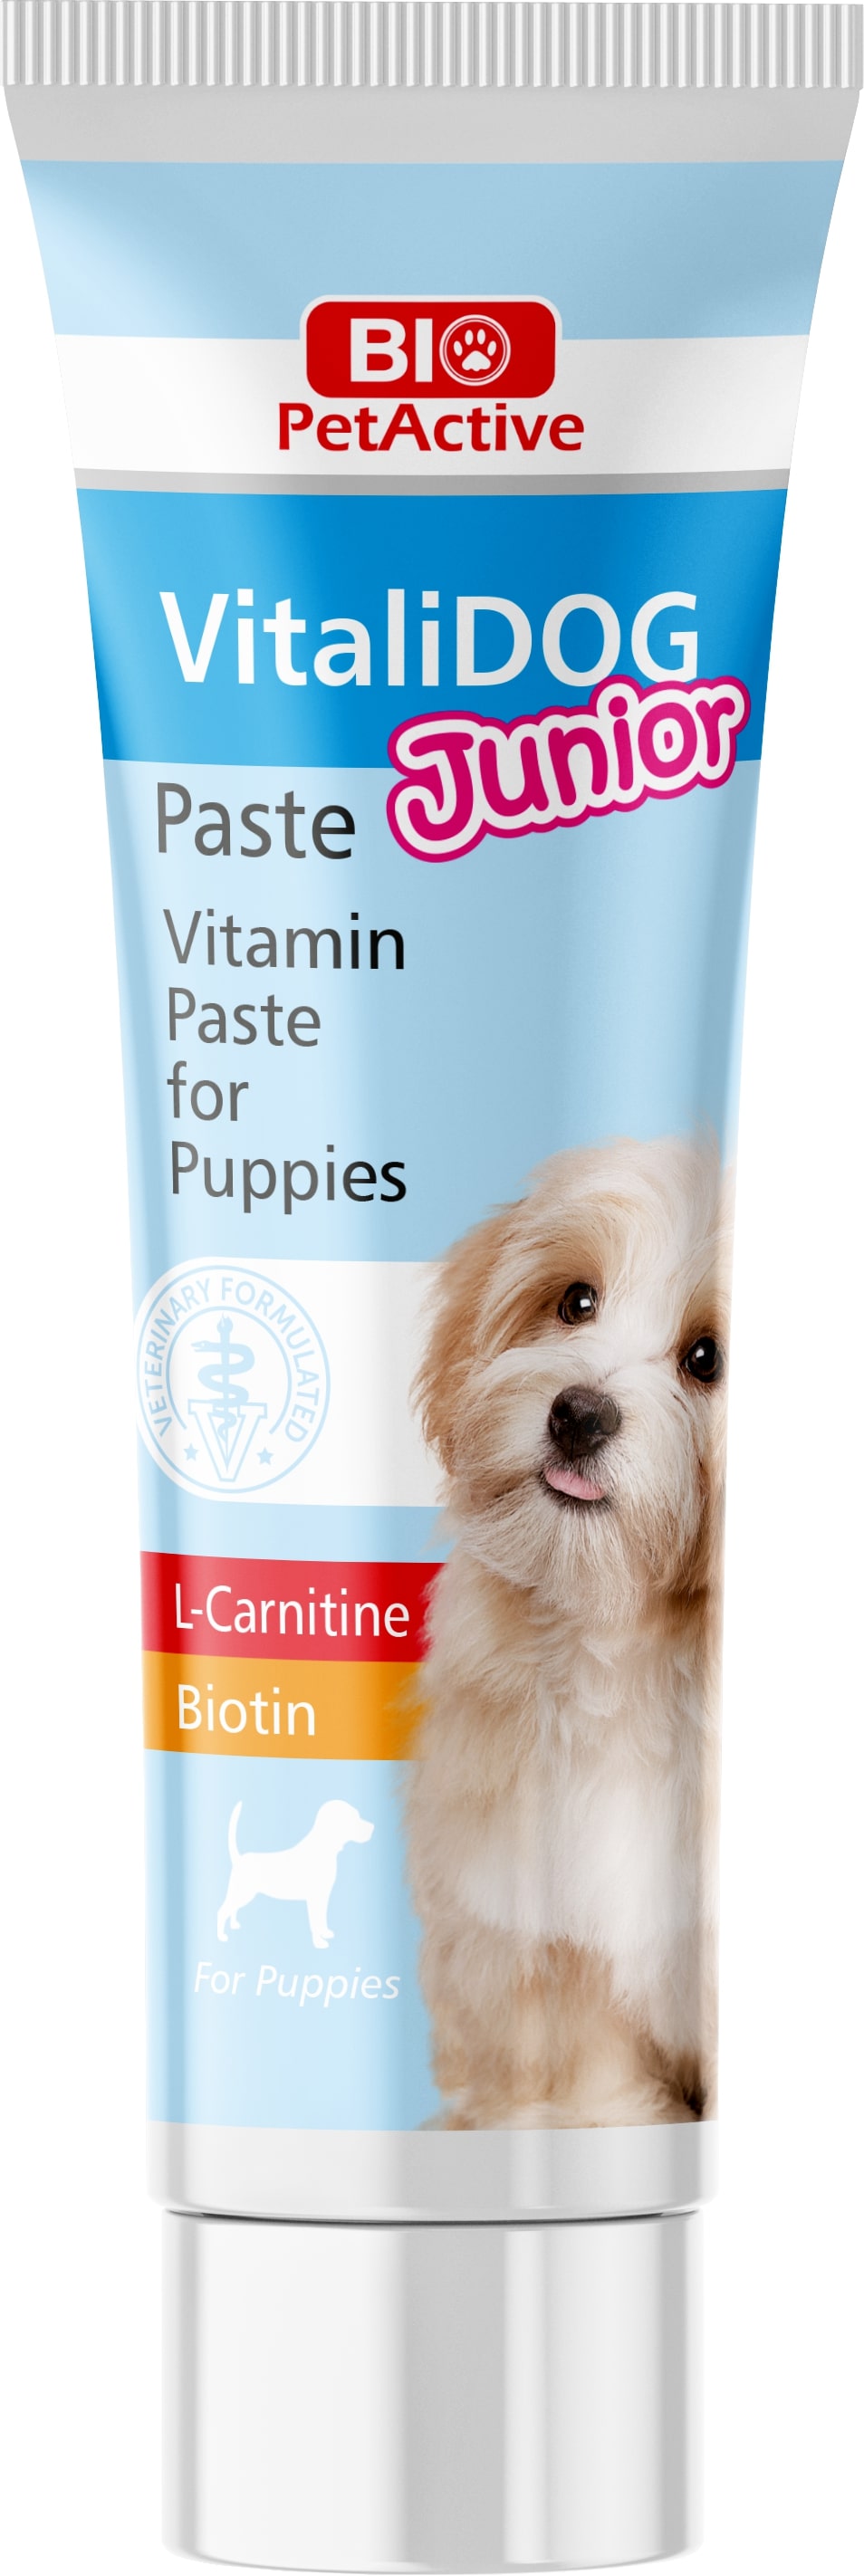 BIO
PetActive
VitaliDOG
Junior
Paste
Vitamin
Paste
for
Puppies
VETERINARY FORMULATED
V
L-Carnitine
Biotin
For Puppies